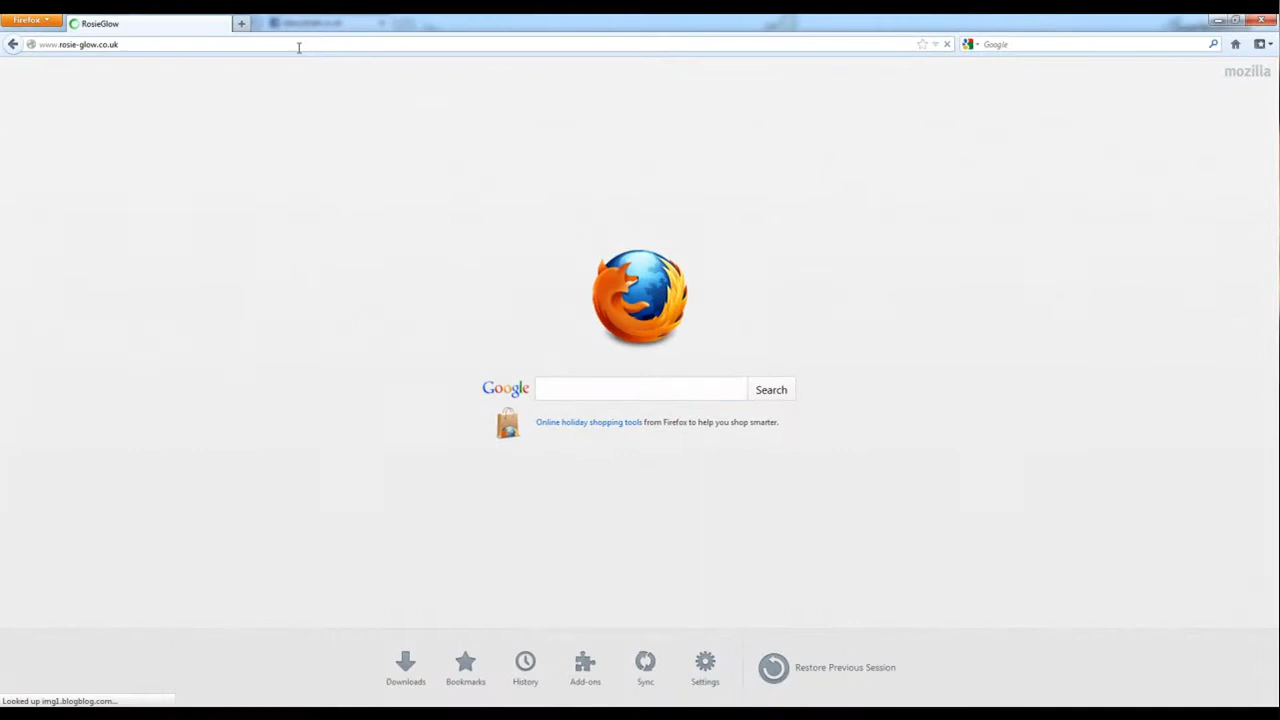 Firefox
RosieGlow
www.rosie-glow.co.uk
Google
mozilla
Google
Search
Online holiday shopping tools from Firefox to help you shop smarter.
Downloads
Bookmarks
History
Add-ons
Sync
Settings
Restore Previous Session
Looked up img1.blogblog.com...